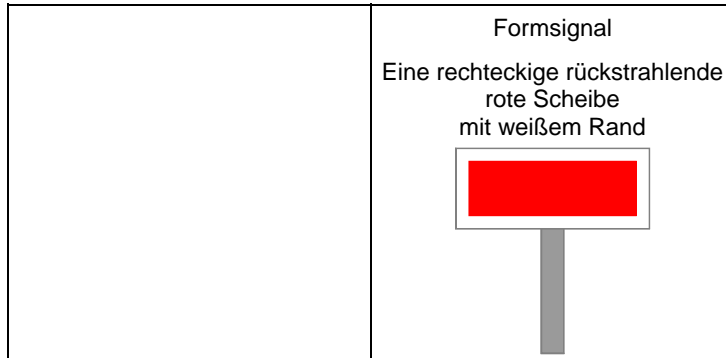 Formsignal
Eine rechteckige rückstrahlende
rote Scheibe
mit weißem Rand